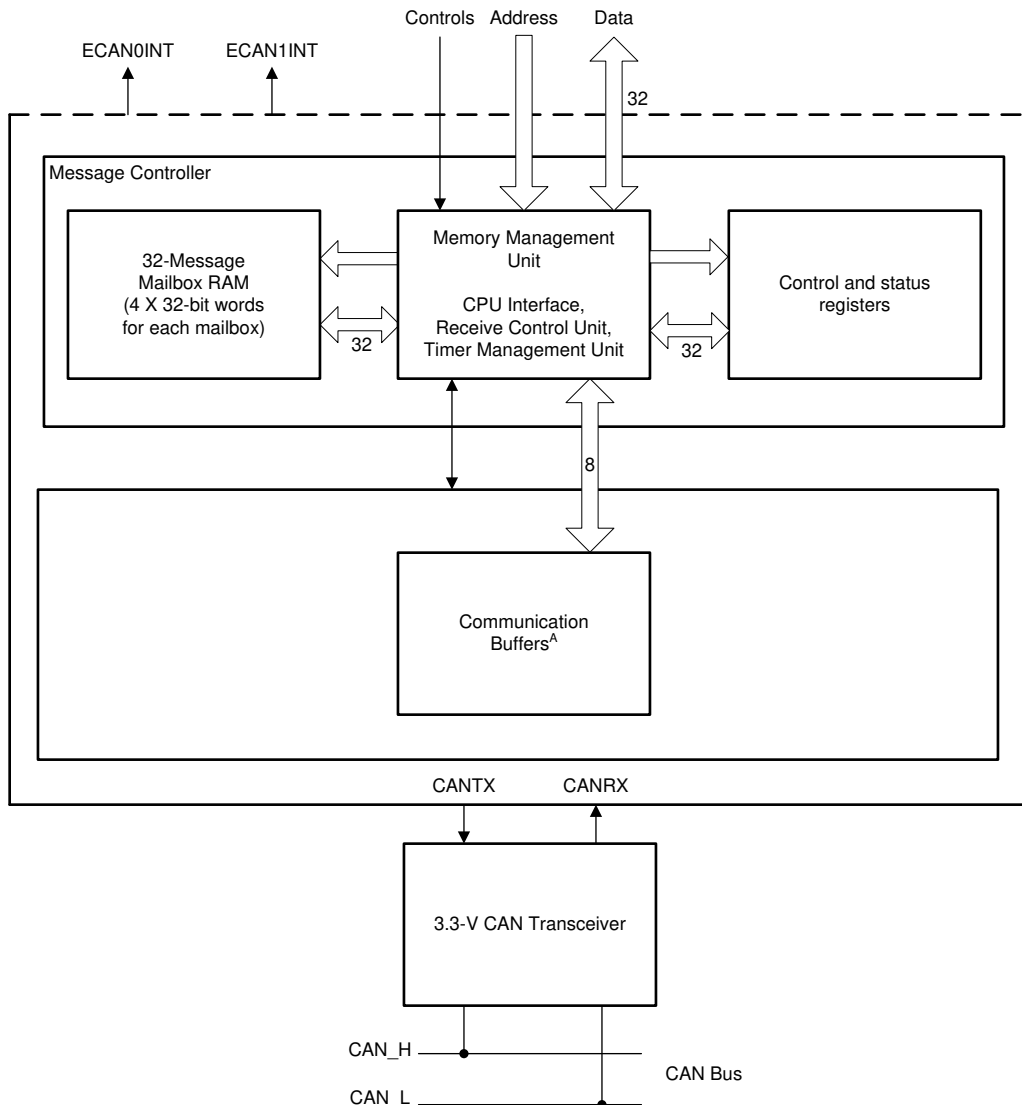 Controls Address Data
ECAN0INT ECAN1INT
32
Message Controller
32-Message
Mailbox RAM
(4 X 32-bit words
for each mailbox)
32
Memory Management
Unit
CPU Interface,
Receive Control Unit,
Timer Management Unit
32
Control and status
registers
8
Communication
Buffers^A
CANTX CANRX
3.3-V CAN Transceiver
CAN_H
CAN Bus
CAN_L